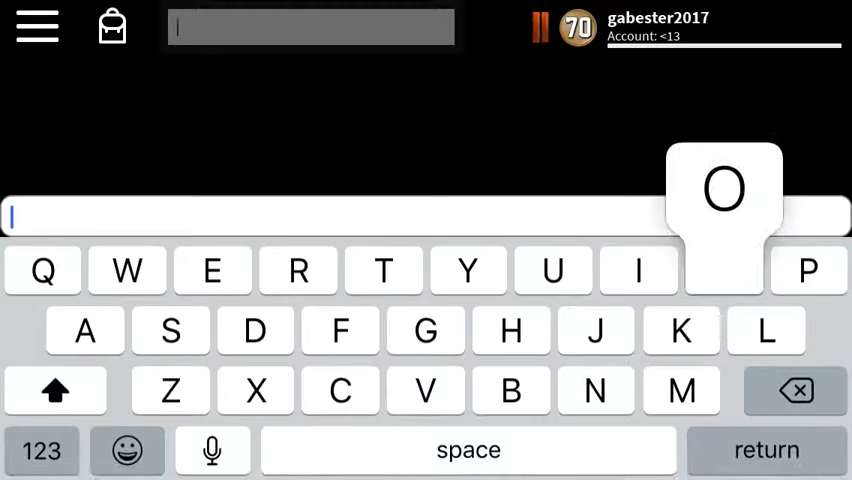 70
gabester2017
Account: <13
O
Q W E R T Y U I P
A S D F G H J K L
Z X C V B N M
123 space return